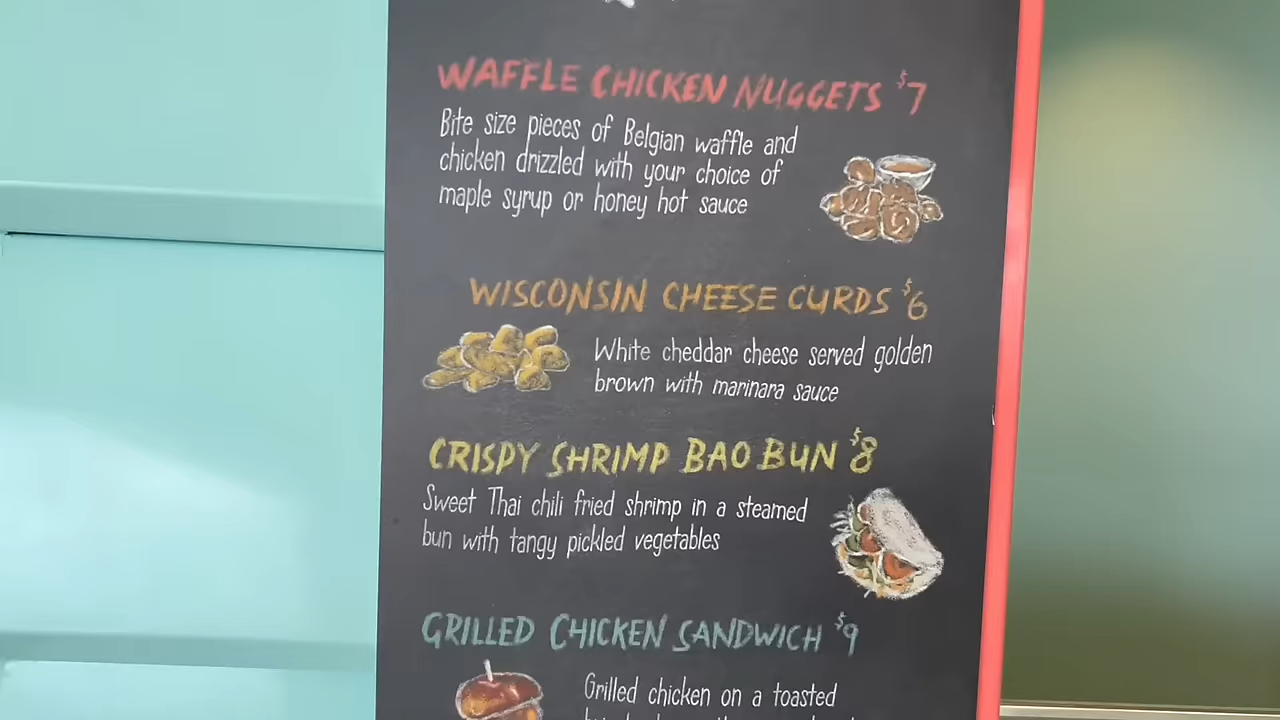 WAFFLE CHICKEN NUGGETS $7
Bite size pieces of Belgian waffle and
chicken drizzled with your choice of
maple syrup or honey hot sauce
WISCONSIN CHEESE CURDS $6
White cheddar cheese served golden
brown with marinara sauce
CRISPY SHRIMP BAO BUN $8
Sweet Thai chili fried shrimp in a steamed
bun with tangy pickled vegetables
GRILLED CHICKEN SANDWICH $9
Grilled chicken on a toasted